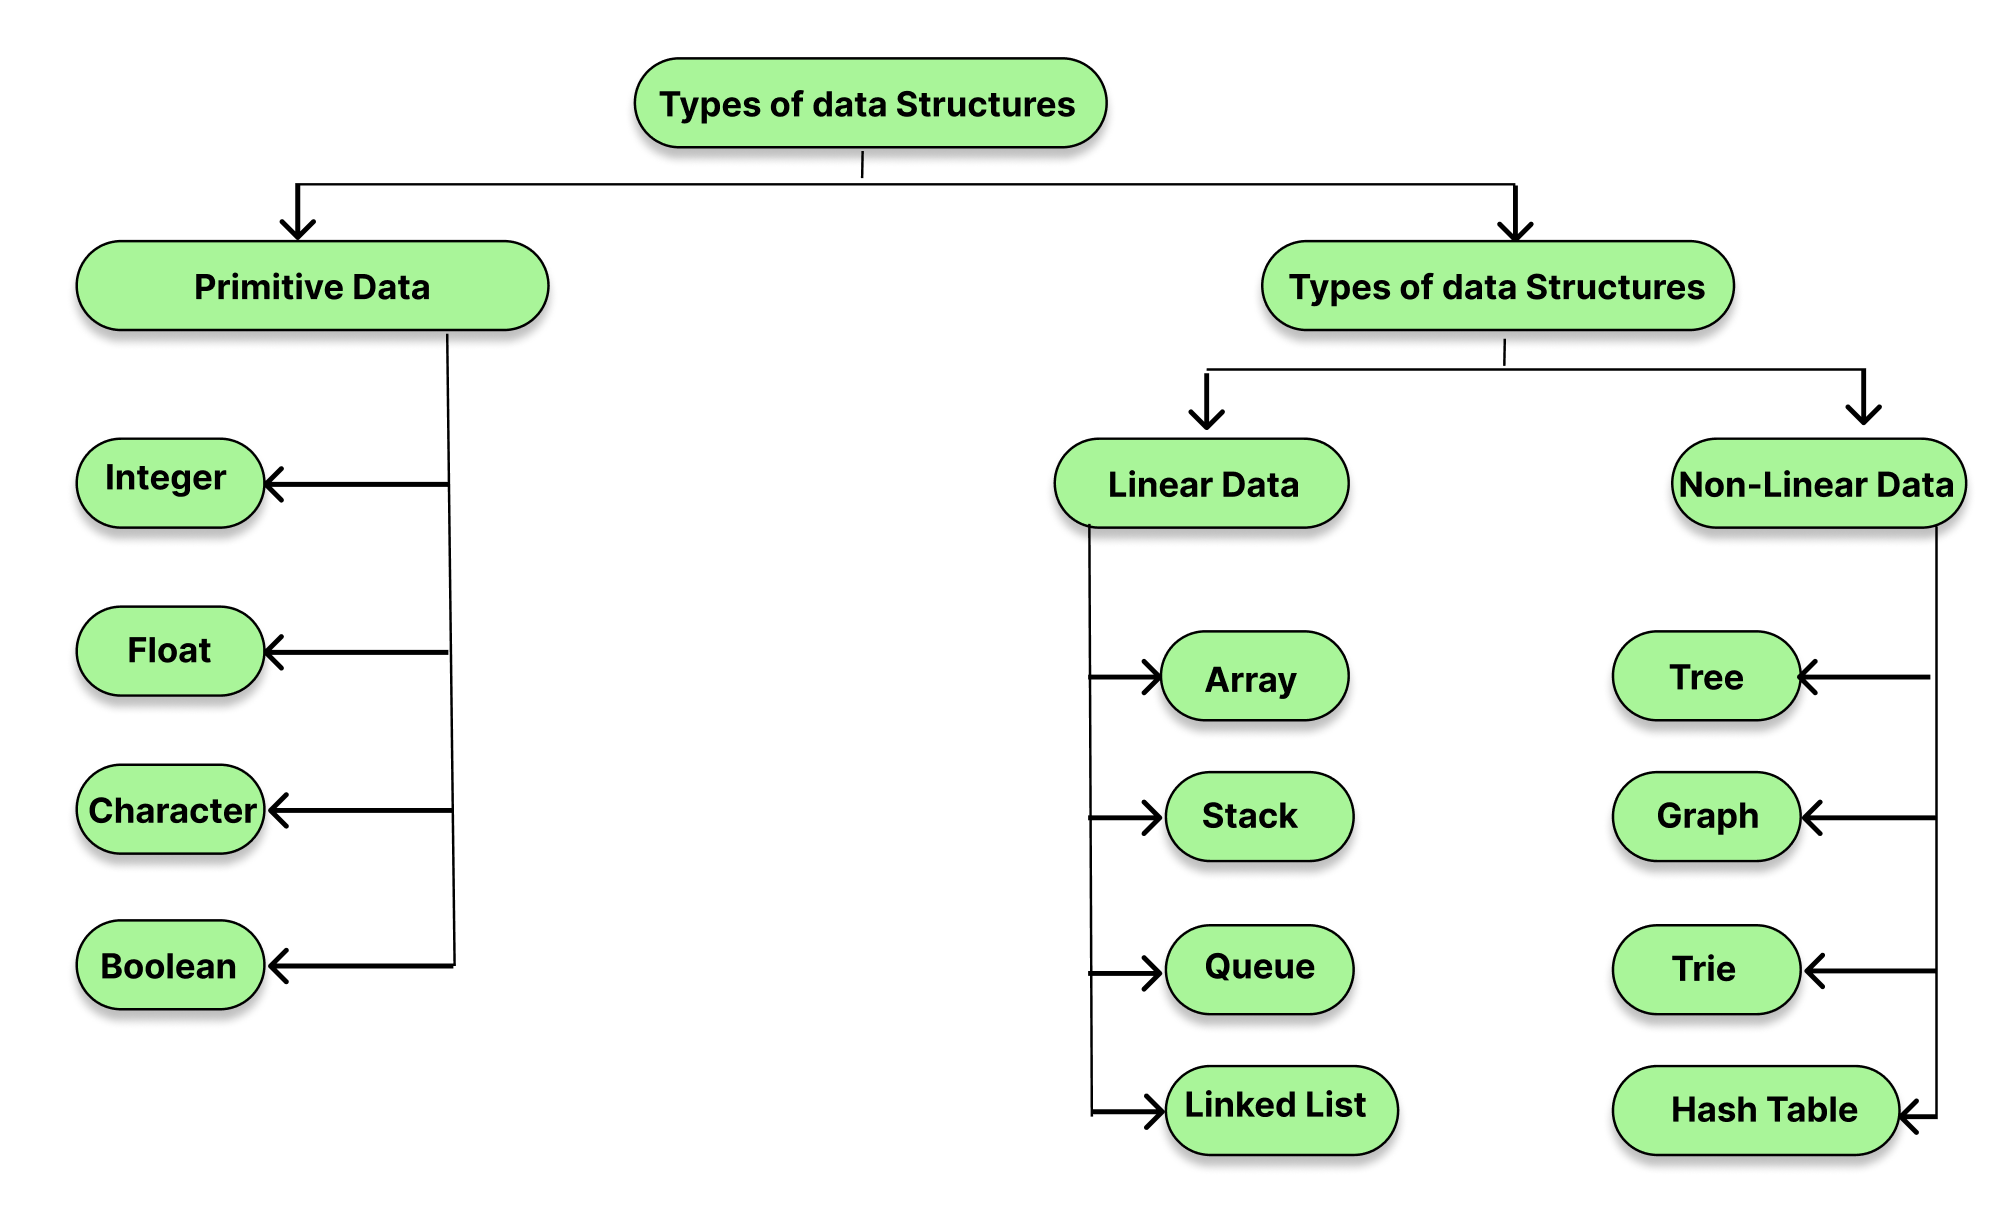 Types of data Structures
Primitive Data
Types of data Structures
Integer
Float
Character
Boolean
Linear Data
Array
Stack
Queue
Linked List
Non-Linear Data
Tree
Graph
Trie
Hash Table